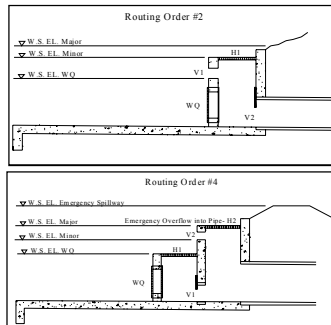 Routing Order #2
W.S. EL. Major
W.S. EL. Minor
H1
W.S. EL. WQ
V1
WQ
V2
Routing Order #4
W.S. EL. Emergency Spillway
W.S. EL. Major
Emergency Overflow into Pipe- H2
W.S. EL. Minor
V2
H1
W.S. EL. WQ
WQ
V1